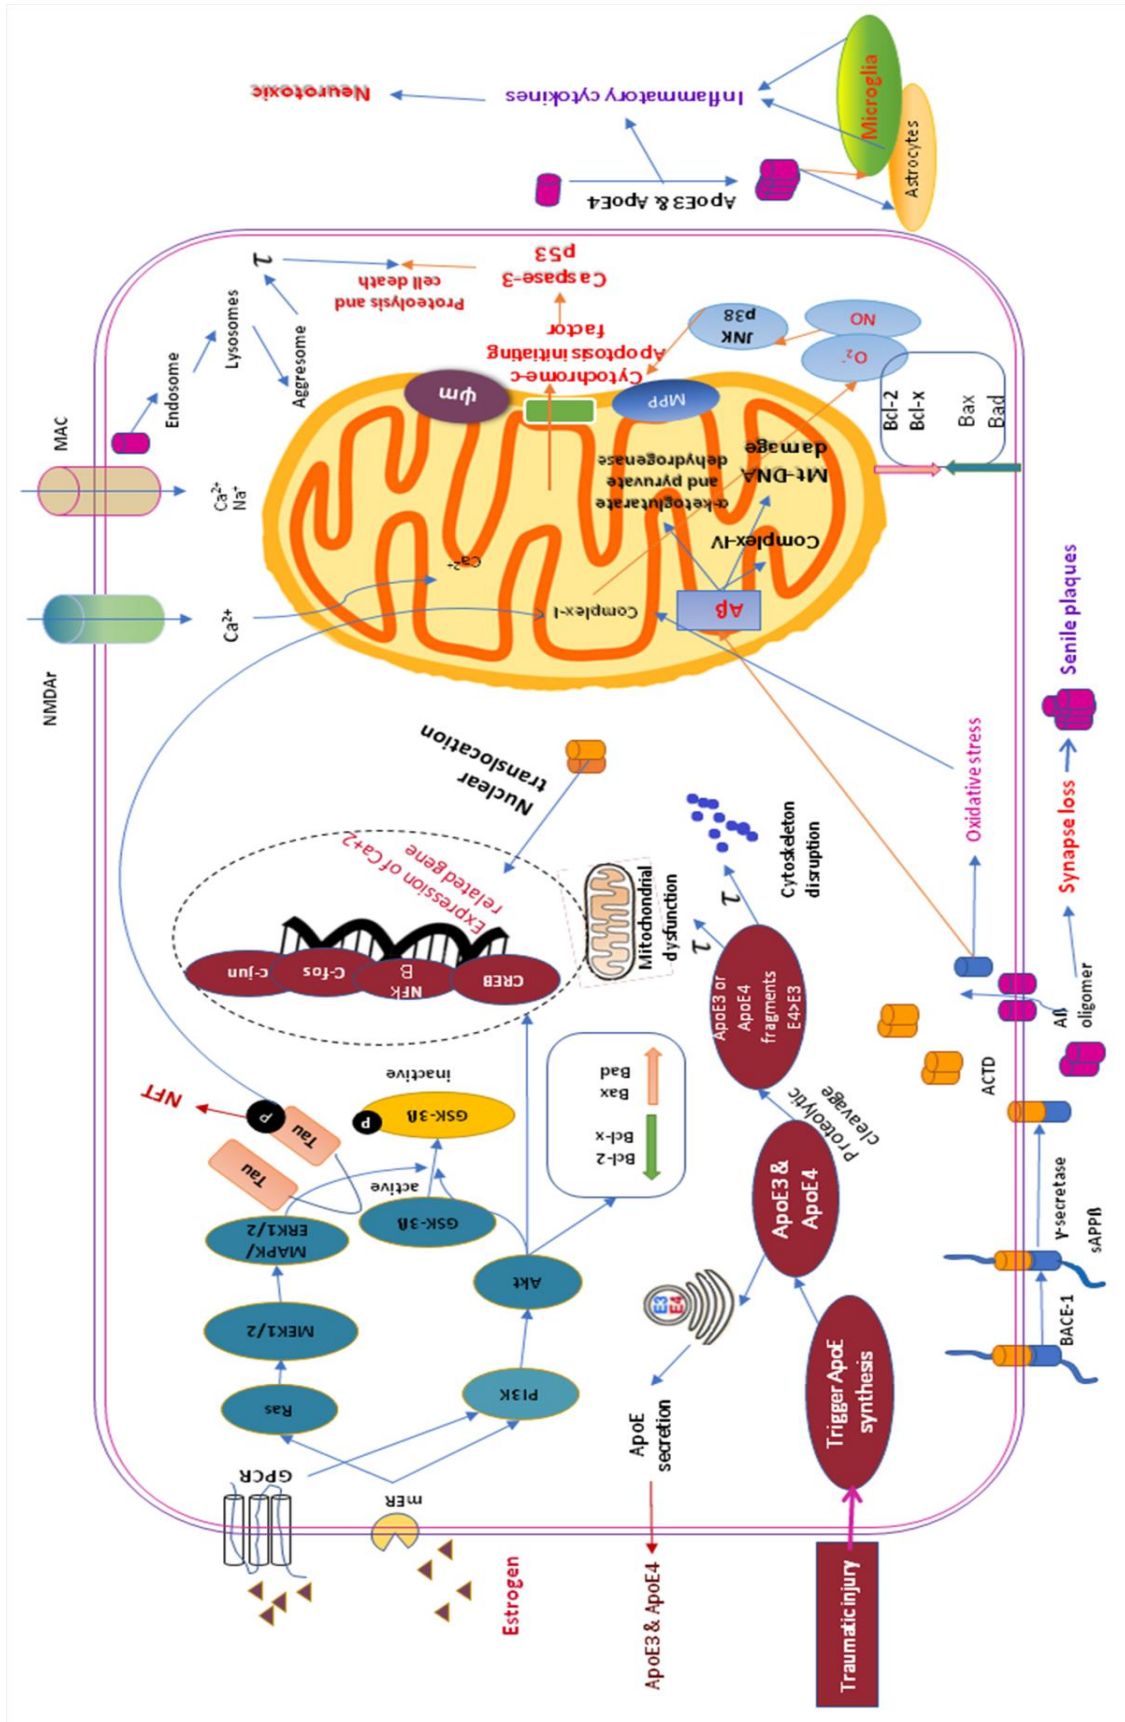 Neurotoxic
Inflammatory cytokines
Microglia
Astrocytes
ApoE3 & ApoE4
τ
Proteolysis and
cell death
Caspase-3
p53
Cytochrome-c
Apoptosis initiating
factor
JNK
p38
NO
O₂⁻
Bcl-2
Bcl-x
Bax
Bad
MAC
Endosome
Lysosomes
Aggresome
Ca²⁺
Na⁺
NMDAr
Ca²⁺
ψm
MPP
Ca²⁺
α-ketoglutarate
and pyruvate
dehydrogenase
Mt-DNA
damage
Complex-IV
Complex-I
Aβ
Nuclear
translocation
Expression of Ca+2
related gene
c-jun
C-fos
NFK
B
CREB
Mitochondrial
dysfunction
τ
τ
Cytoskeleton
disruption
ApoE3 or
ApoE4
fragments
E4>E3
Proteolytic
cleavage
ApoE3 &
ApoE4
E3
E4
ApoE
secretion
ApoE3 & ApoE4
Trigger ApoE
synthesis
Traumatic injury
NFT
P
Tau
Tau
P
GSK-3ß
inactive
GSK-3ß
active
MAPK/
ERK1/2
MEK1/2
Ras
Akt
PI3K
Bcl-2
Bcl-x
Bax
Bad
GPCR
mER
Estrogen
BACE-1
γ-secretase
sAPPß
ACTD
Aß
oligomer
Oxidative stress
Synapse loss
Senile plaques